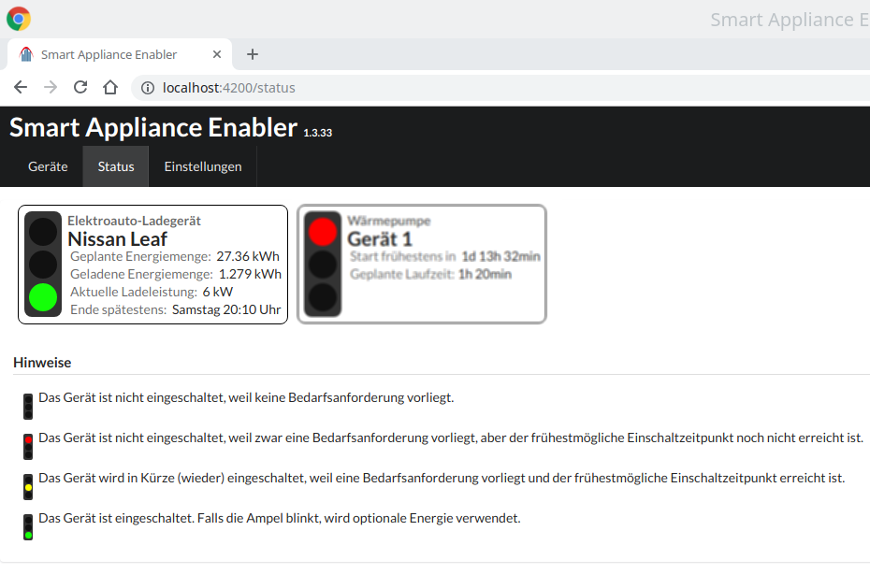 Smart Appliance E
Smart Appliance Enabler
localhost:4200/status
Smart Appliance Enabler 1.3.33
Geräte Status Einstellungen
Elektroauto-Ladegerät
Nissan Leaf
Geplante Energiemenge: 27.36 kWh
Geladene Energiemenge: 1.279 kWh
Aktuelle Ladeleistung: 6 kW
Ende spätestens: Samstag 20:10 Uhr
Wärmepumpe
Gerät 1
Start frühestens in 1d 13h 32min
Geplante Laufzeit: 1h 20min
Hinweise
Das Gerät ist nicht eingeschaltet, weil keine Bedarfsanforderung vorliegt.
Das Gerät ist nicht eingeschaltet, weil zwar eine Bedarfsanforderung vorliegt, aber der frühestmögliche Einschaltzeitpunkt noch nicht erreicht ist.
Das Gerät wird in Kürze (wieder) eingeschaltet, weil eine Bedarfsanforderung vorliegt und der frühestmögliche Einschaltzeitpunkt erreicht ist.
Das Gerät ist eingeschaltet. Falls die Ampel blinkt, wird optionale Energie verwendet.